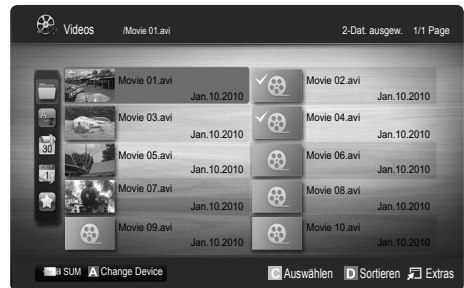 Videos /Movie 01.avi 2-Dat. ausgew. 1/1 Page
Movie 01.avi Movie 02.avi
Jan.10.2010 Jan.10.2010
Movie 03.avi Movie 04.avi
Jan.10.2010 Jan.10.2010
Movie 05.avi Movie 06.avi
Jan.10.2010 Jan.10.2010
Movie 07.avi Movie 08.avi
Jan.10.2010 Jan.10.2010
Movie 09.avi Movie 10.avi
Jan.10.2010 Jan.10.2010
A
30
1
SUM A Change Device C Auswählen D Sortieren Extras